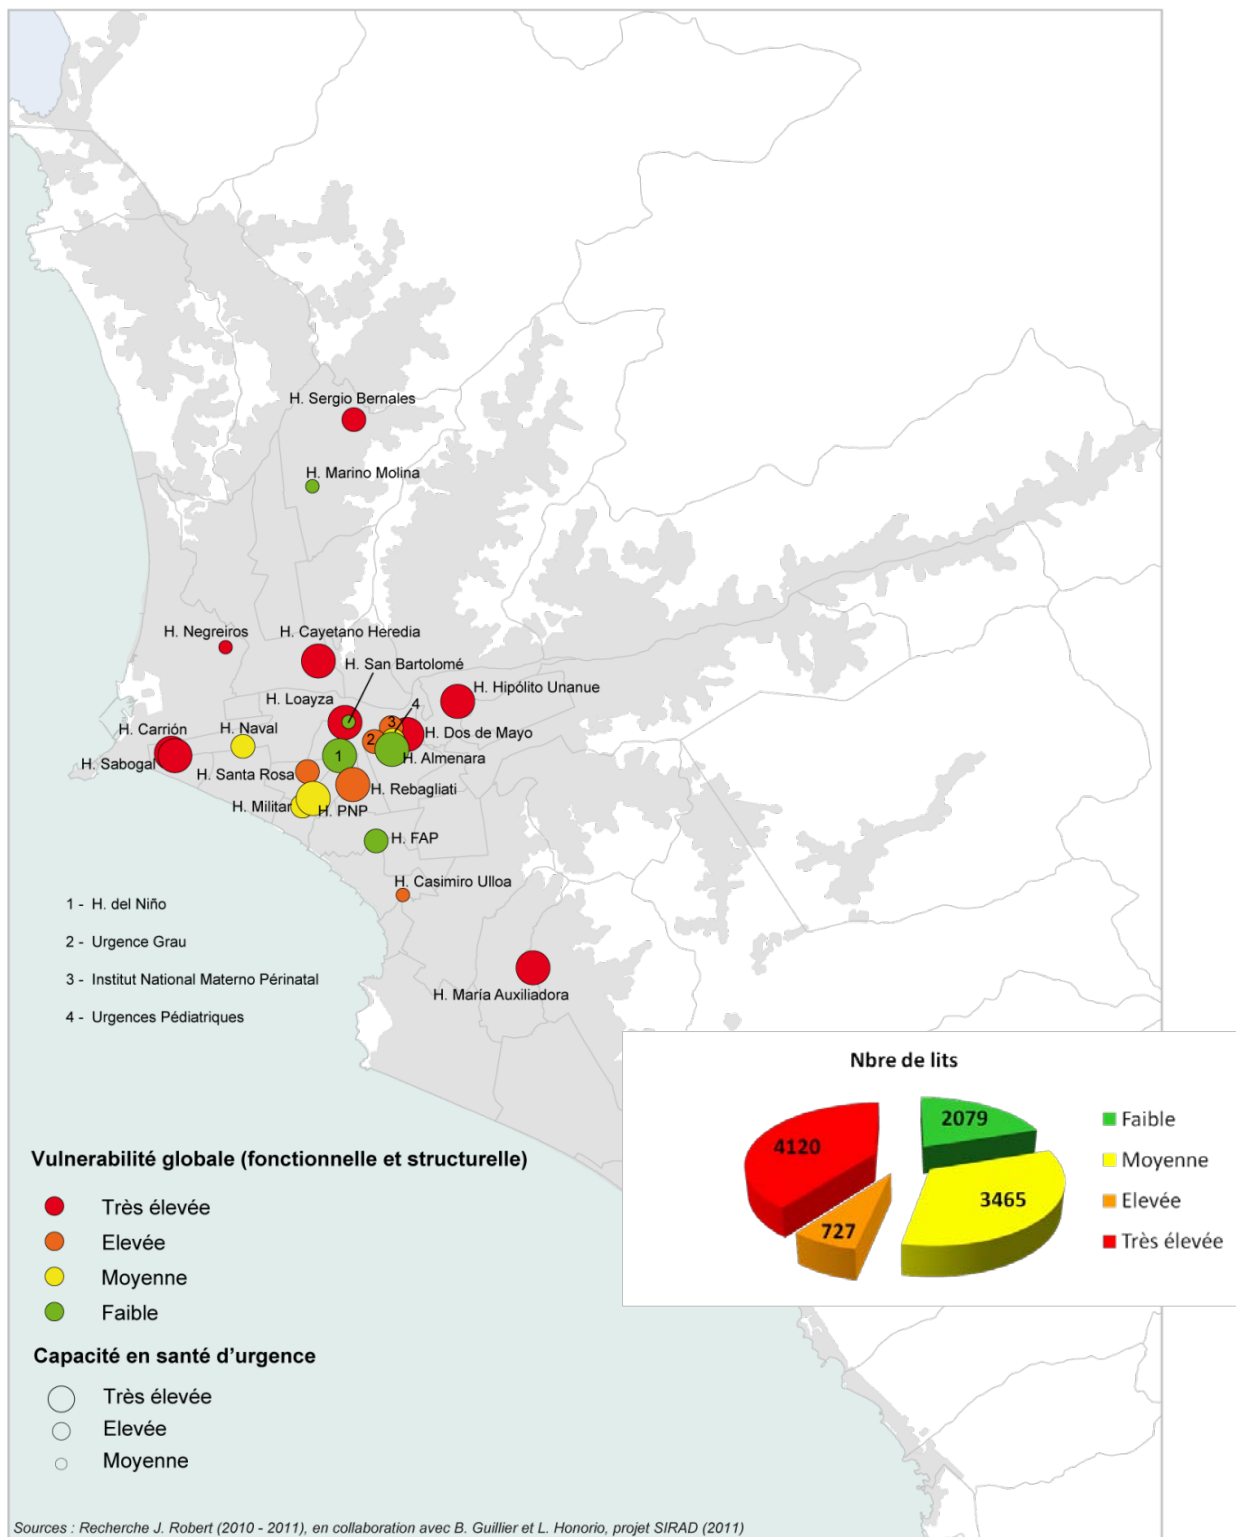 H. Sergio Bernales
H. Marino Molina
H. Negreiros
H. Cayetano Heredia
H. San Bartolomé
H. Loayza
4
H. Hipólito Unanue
H. Carrión
H. Naval
3
2
H. Dos de Mayo
H. Sabogal
1
H. Almenara
H. Santa Rosa
H. Rebagliati
H. Militar
H. PNP
H. FAP
H. Casimiro Ulloa
1 - H. del Niño
2 - Urgence Grau
3 - Institut National Materno Périnatal
4 - Urgences Pédiatriques
H. María Auxiliadora
Nbre de lits
4120
2079
3465
727
Faible
Moyenne
Elevée
Très élevée
Vulnerabilité globale (fonctionnelle et structurelle)
Très élevée
Elevée
Moyenne
Faible
Capacité en santé d'urgence
Très élevée
Elevée
Moyenne
Sources : Recherche J. Robert (2010 - 2011), en collaboration avec B. Guillier et L. Honorio, projet SIRAD (2011)